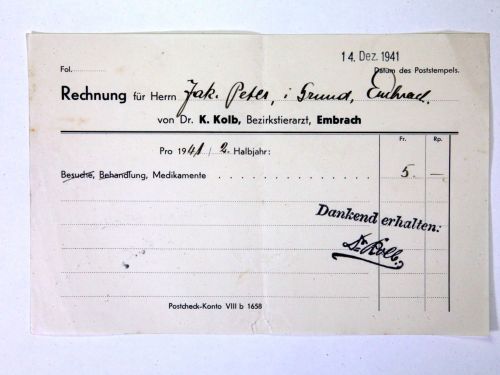 14. Dez. 1941
Fol. Datum des Poststempels.
Rechnung für Herrn Jak. Peter, i Grund, Embrach.
von Dr. K. Kolb, Bezirkstierarzt, Embrach
Fr. Rp.
Pro 1941/2. Halbjahr:
Besuche, Behandlung, Medikamente 5. —
Dankend erhalten:
Dr Kolb.
Postcheck-Konto VIII b 1658